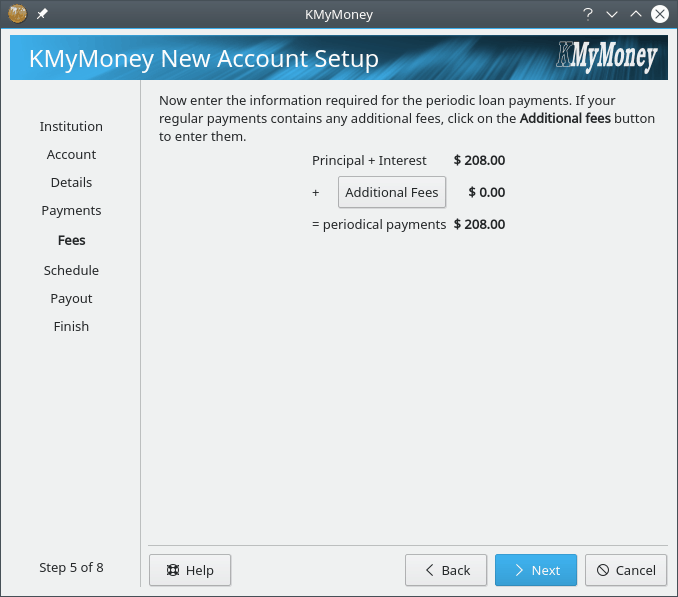 KMyMoney
KMyMoney New Account Setup
KMyMoney
Institution
Account
Details
Payments
Fees
Schedule
Payout
Finish
Now enter the information required for the periodic loan payments. If your
regular payments contains any additional fees, click on the Additional fees button
to enter them.
Principal + Interest $ 208.00
+ Additional Fees $ 0.00
= periodical payments $ 208.00
Step 5 of 8
Help
Back
Next
Cancel